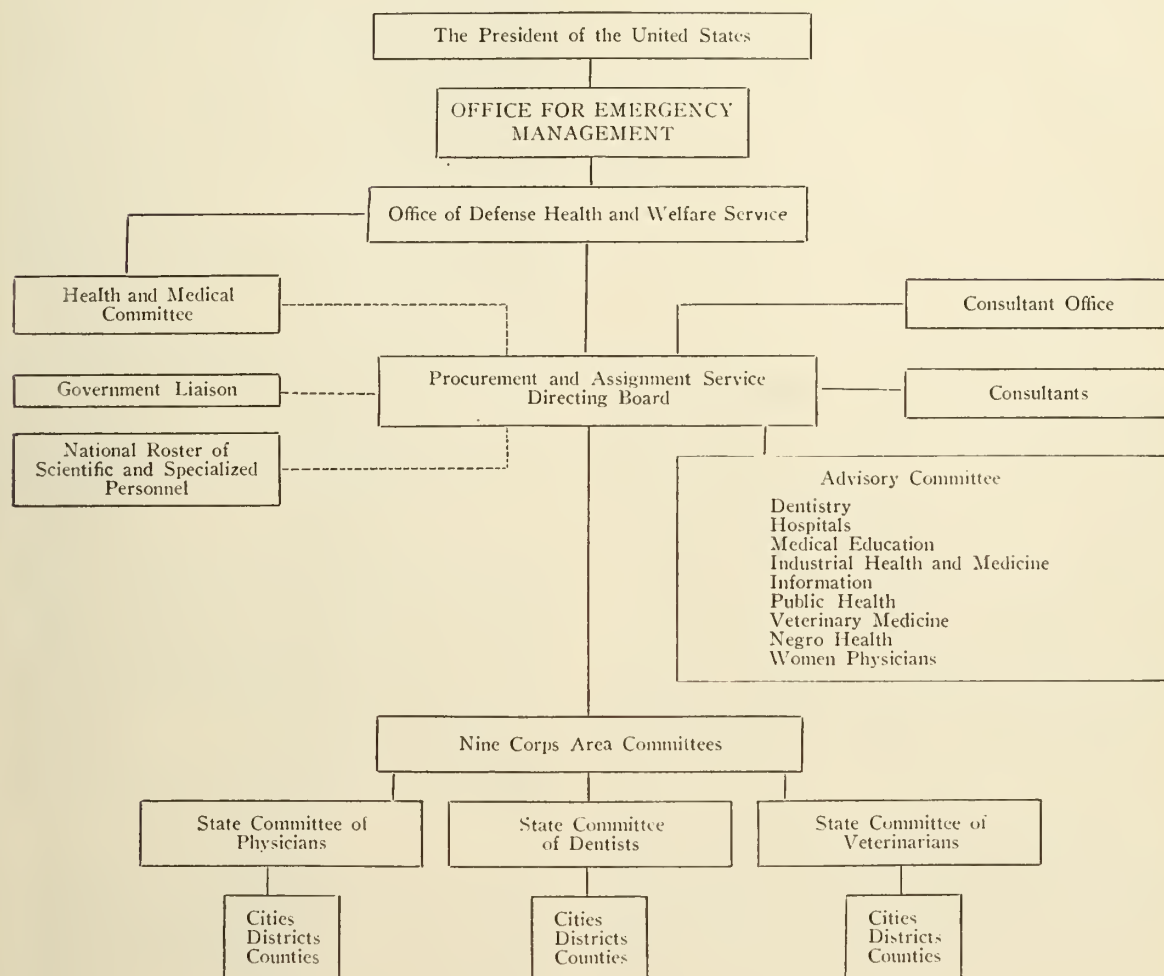 The President of the United States
OFFICE FOR EMERGENCY
MANAGEMENT
Office of Defense Health and Welfare Service
Health and Medical
Committee
Consultant Office
Government Liaison
Procurement and Assignment Service
Directing Board
Consultants
National Roster of
Scientific and Specialized
Personnel
Advisory Committee
Dentistry
Hospitals
Medical Education
Industrial Health and Medicine
Information
Public Health
Veterinary Medicine
Negro Health
Women Physicians
Nine Corps Area Committees
State Committee of
Physicians
State Committee
of Dentists
State Committee of
Veterinarians
Cities
Districts
Counties
Cities
Districts
Counties
Cities
Districts
Counties